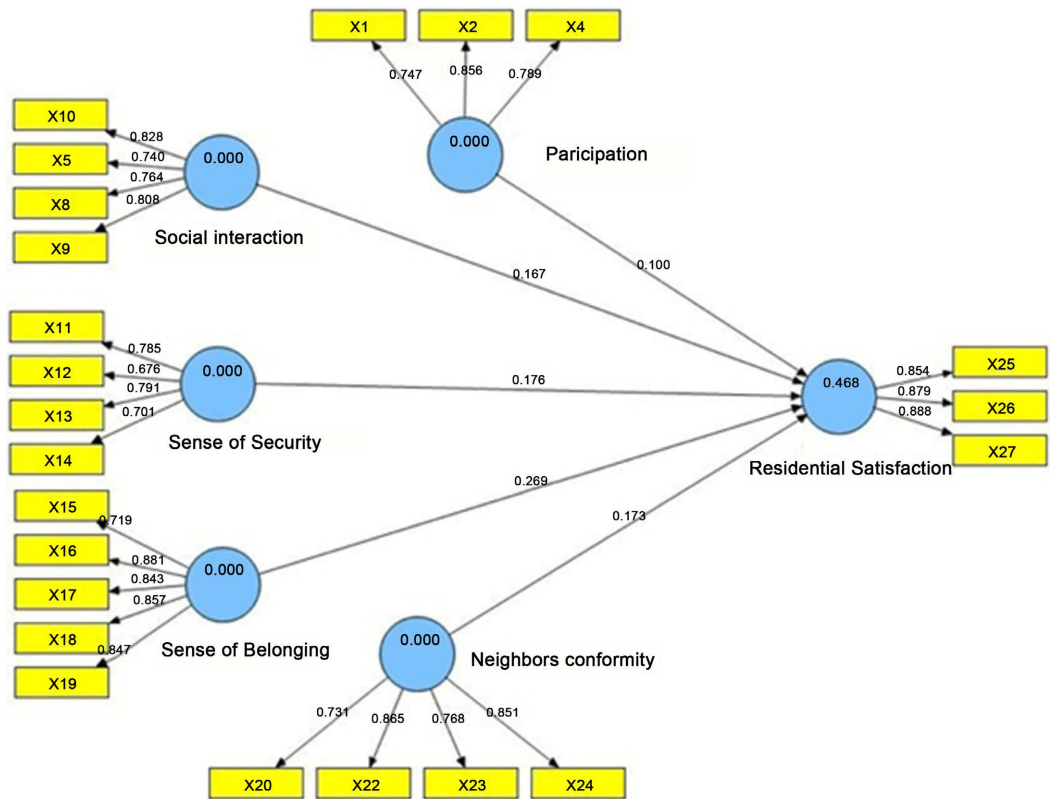 X1
X2
X4
0.747
0.856
0.789
0.000
Paricipation
X10
X5
X8
X9
0.828
0.740
0.764
0.808
0.000
Social interaction
0.167
0.100
X11
X12
X13
X14
0.785
0.676
0.791
0.701
0.000
Sense of Security
0.176
0.468
Residential Satisfaction
0.854
0.879
0.888
X25
X26
X27
X15
X16
X17
X18
X19
0.719
0.881
0.843
0.857
0.847
0.000
Sense of Belonging
0.269
0.173
0.000
Neighbors conformity
0.731
0.865
0.768
0.851
X20
X22
X23
X24